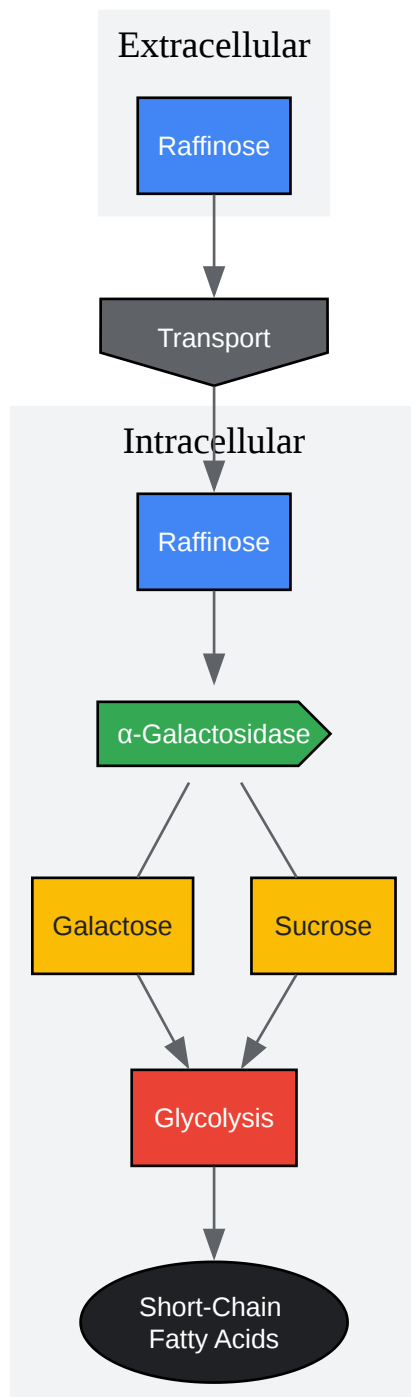 Extracellular
Raffinose
Transport
Intracellular
Raffinose
α-Galactosidase
Galactose
Sucrose
Glycolysis
Short-Chain
Fatty Acids